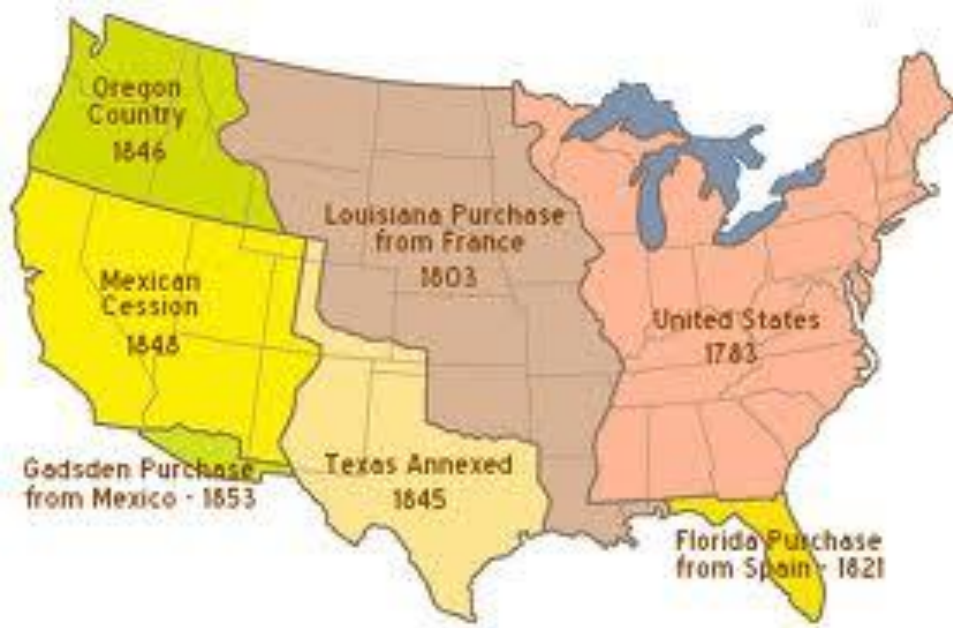 Oregon
Country
1846
Louisiana Purchase
from France
1803
Mexican
Cession
1848
United States
1783
Gadsden Purchase
from Mexico - 1853
Texas Annexed
1845
Florida Purchase
from Spain - 1821